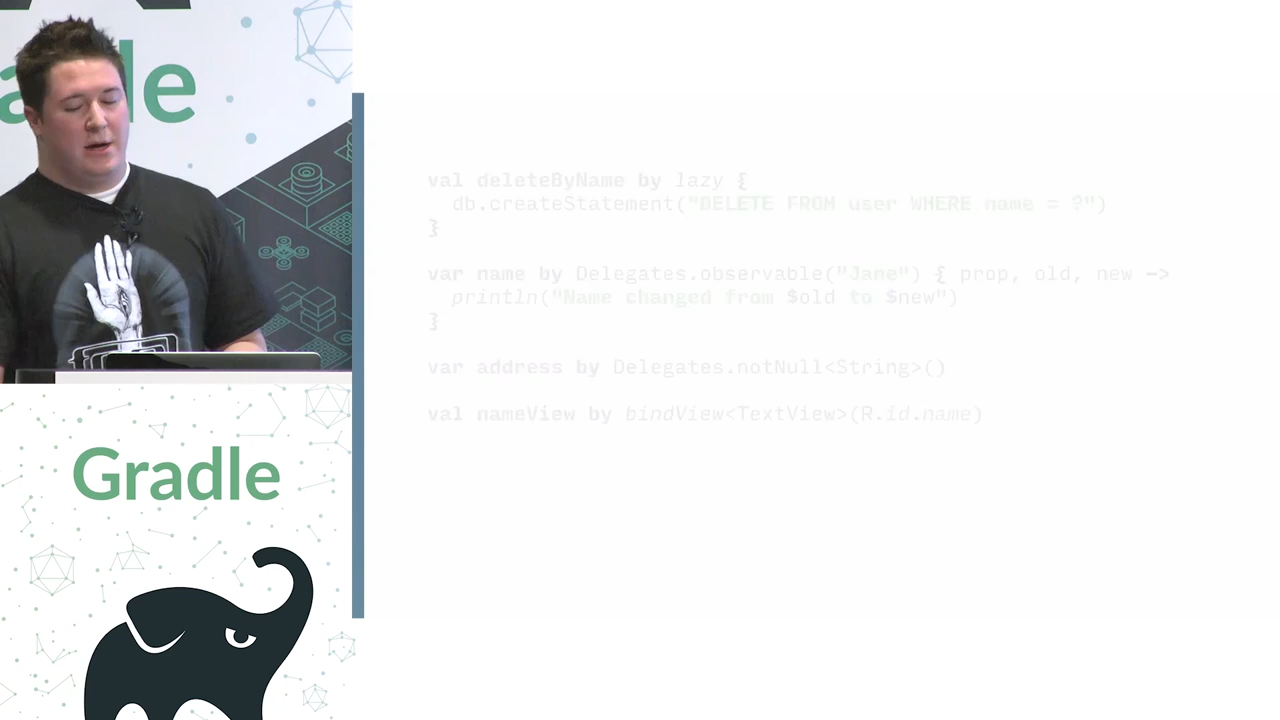 adle
val deleteByName by lazy {
db.createStatement("DELETE FROM user WHERE name = ?")
}
var name by Delegates.observable("Jane") { prop, old, new ->
println("Name changed from $old to $new")
}
var address by Delegates.notNull<String>()
val nameView by bindView<TextView>(R.id.name)
Gradle